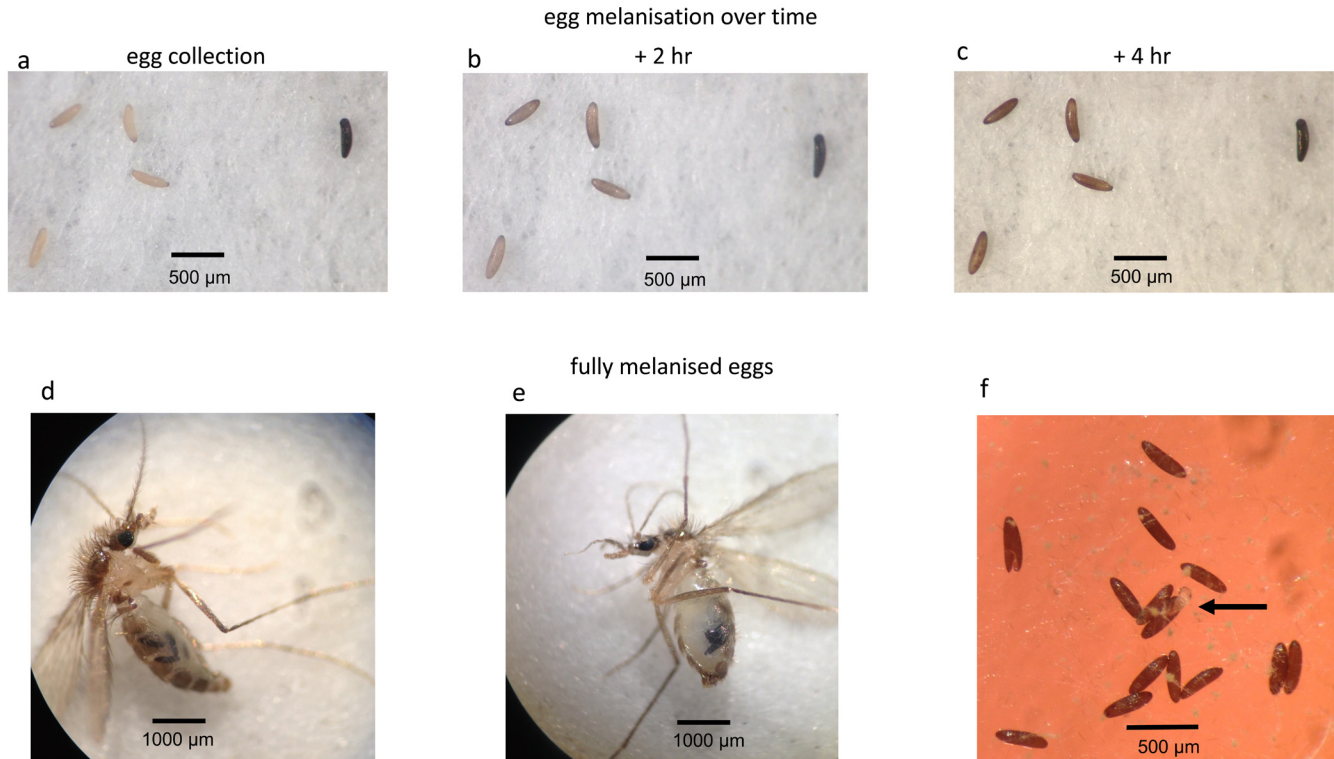 egg melanisation over time
a
egg collection
b
+ 2 hr
c
+ 4 hr
500 µm
500 µm
500 µm
fully melanised eggs
d
e
f
1000 µm
1000 µm
500 µm